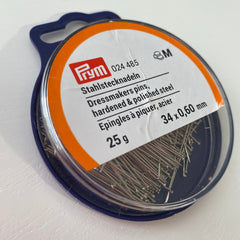 Prym 024 485 M
Stahlstecknadeln
Dressmakers pins,
hardened & polished steel
Epingles à piquer, acier
25 g 34 x 0,60 mm